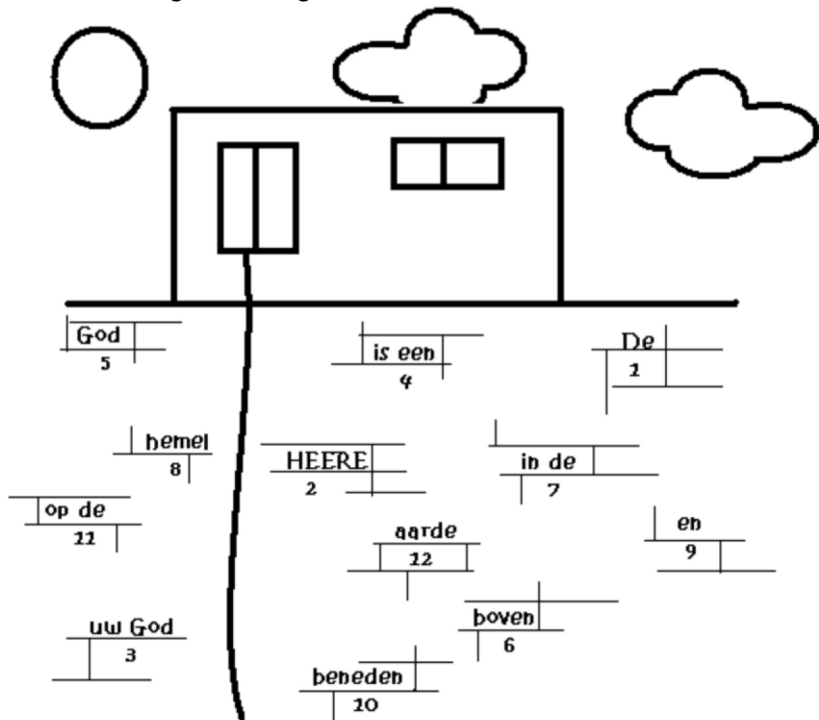 God
5
is een
4
De
1
hemel
8
HEERE
2
in de
7
op de
11
aarde
12
en
9
uw God
3
boven
6
beneden
10